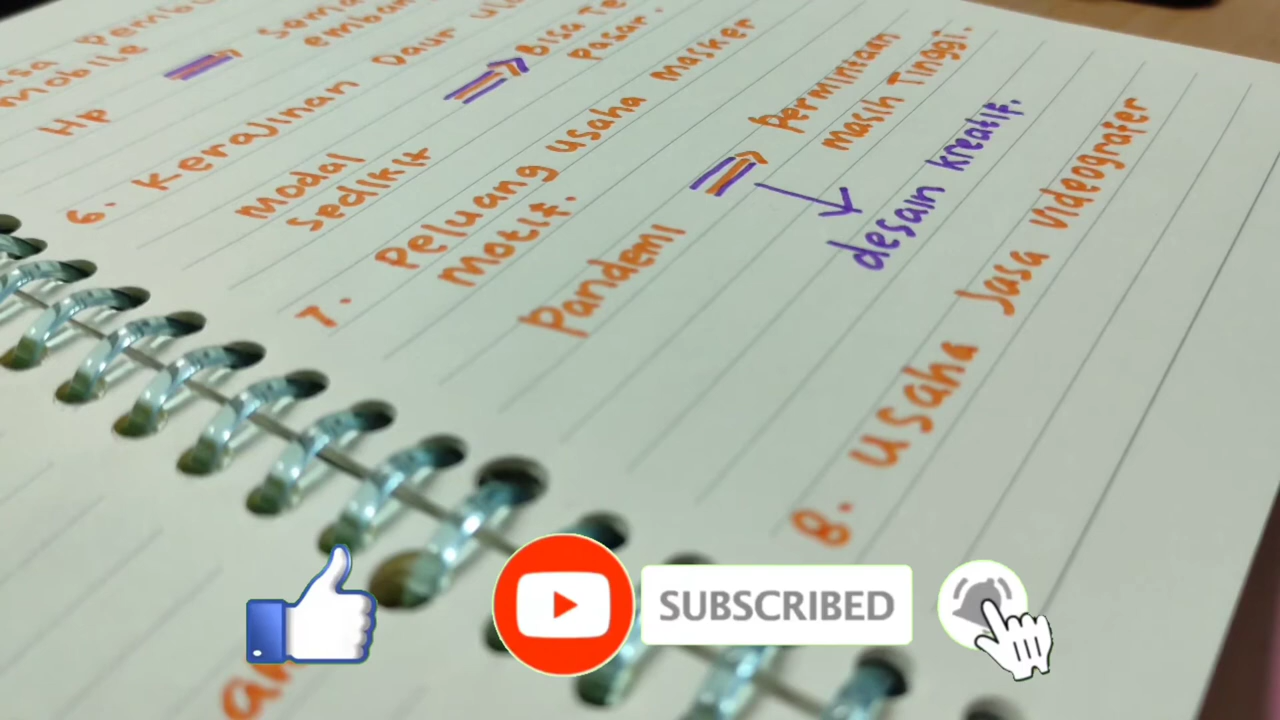 Mobile
HP
6. Kerajinan Daur
Modal
Sedikit
Bisa
pasar.
7. Peluang usaha masker
Motif.
Pandemi
Permintaan
masih Tinggi.
desain kreatif.
8. Usaha Jasa Videografer
SUBSCRIBED